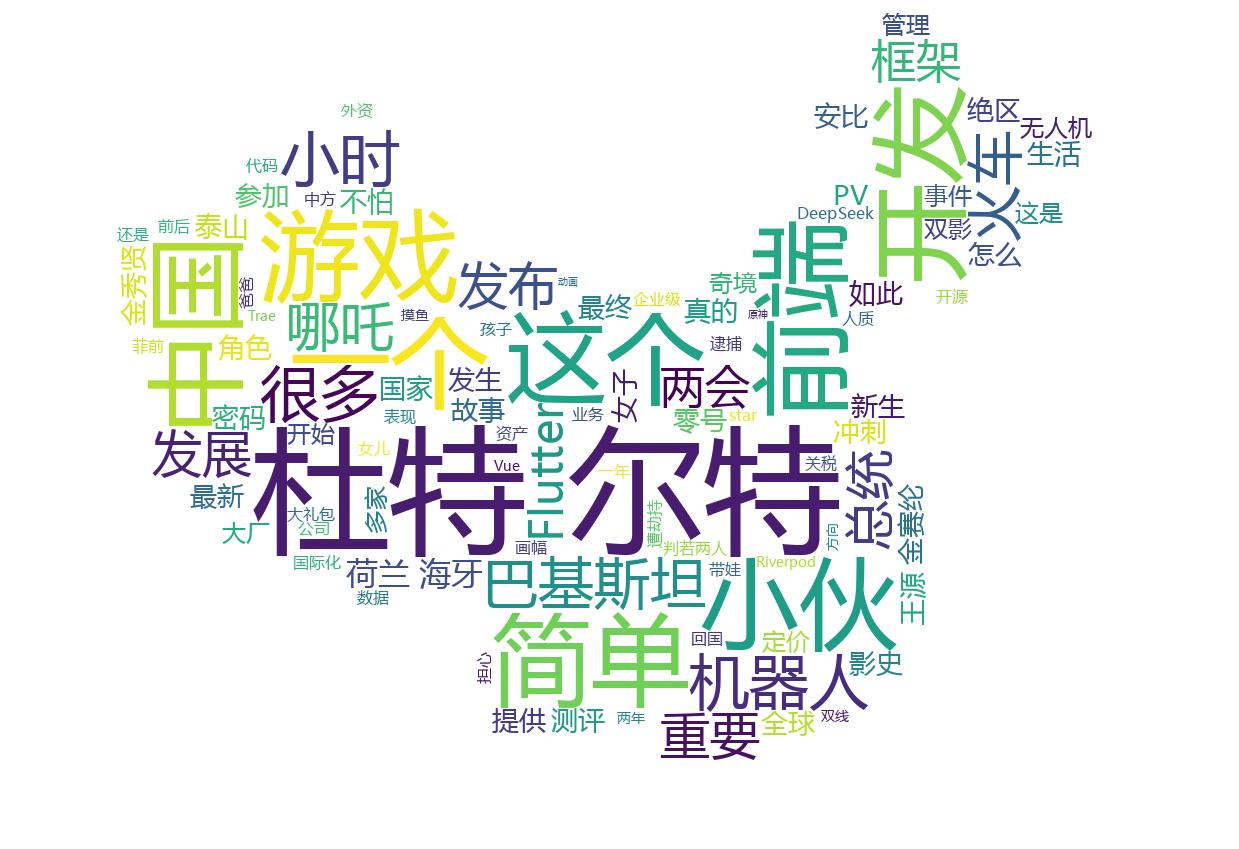 管理
框架
开发
安比
绝区
无人机
火车
生活
外资
小时
代码
参加
中方
不怕
PV
DeepSeek
事件
双影
这是
怎么
还是
前后
泰山
游戏
中国
金秀贤
爸爸
Trae
哪吒
摸鱼
一个
发布
动画
最终
企业级
真的
奇境
原神
前端
如此
人质
开源
孩子
这个
逮捕
菲前
角色
很多
国家
发生
女子
两会
密码
表现
故事
业务
零号
star
新生
冲刺
发展
开始
女儿
资产
Flutter
杜特尔特
Vue
一年
关税
总统
最新
大礼包
多家
遭劫持
方向
金赛纶
大厂
公司
画幅
判若两人
国际化
荷兰
海牙
巴基斯坦
带娃
Riverpod
小伙
王源
数据
简单
回国
定价
担心
机器人
影史
提供
测评
两年
重要
全球
双线